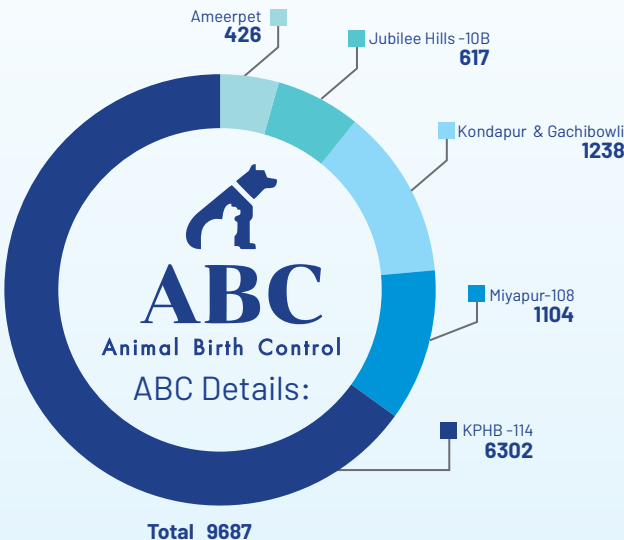 Ameerpet
426
Jubilee Hills -10B
617
Kondapur & Gachibowli
1238
Miyapur-108
1104
KPHB -114
6302
ABC
Animal Birth Control
ABC Details:
Total 9687